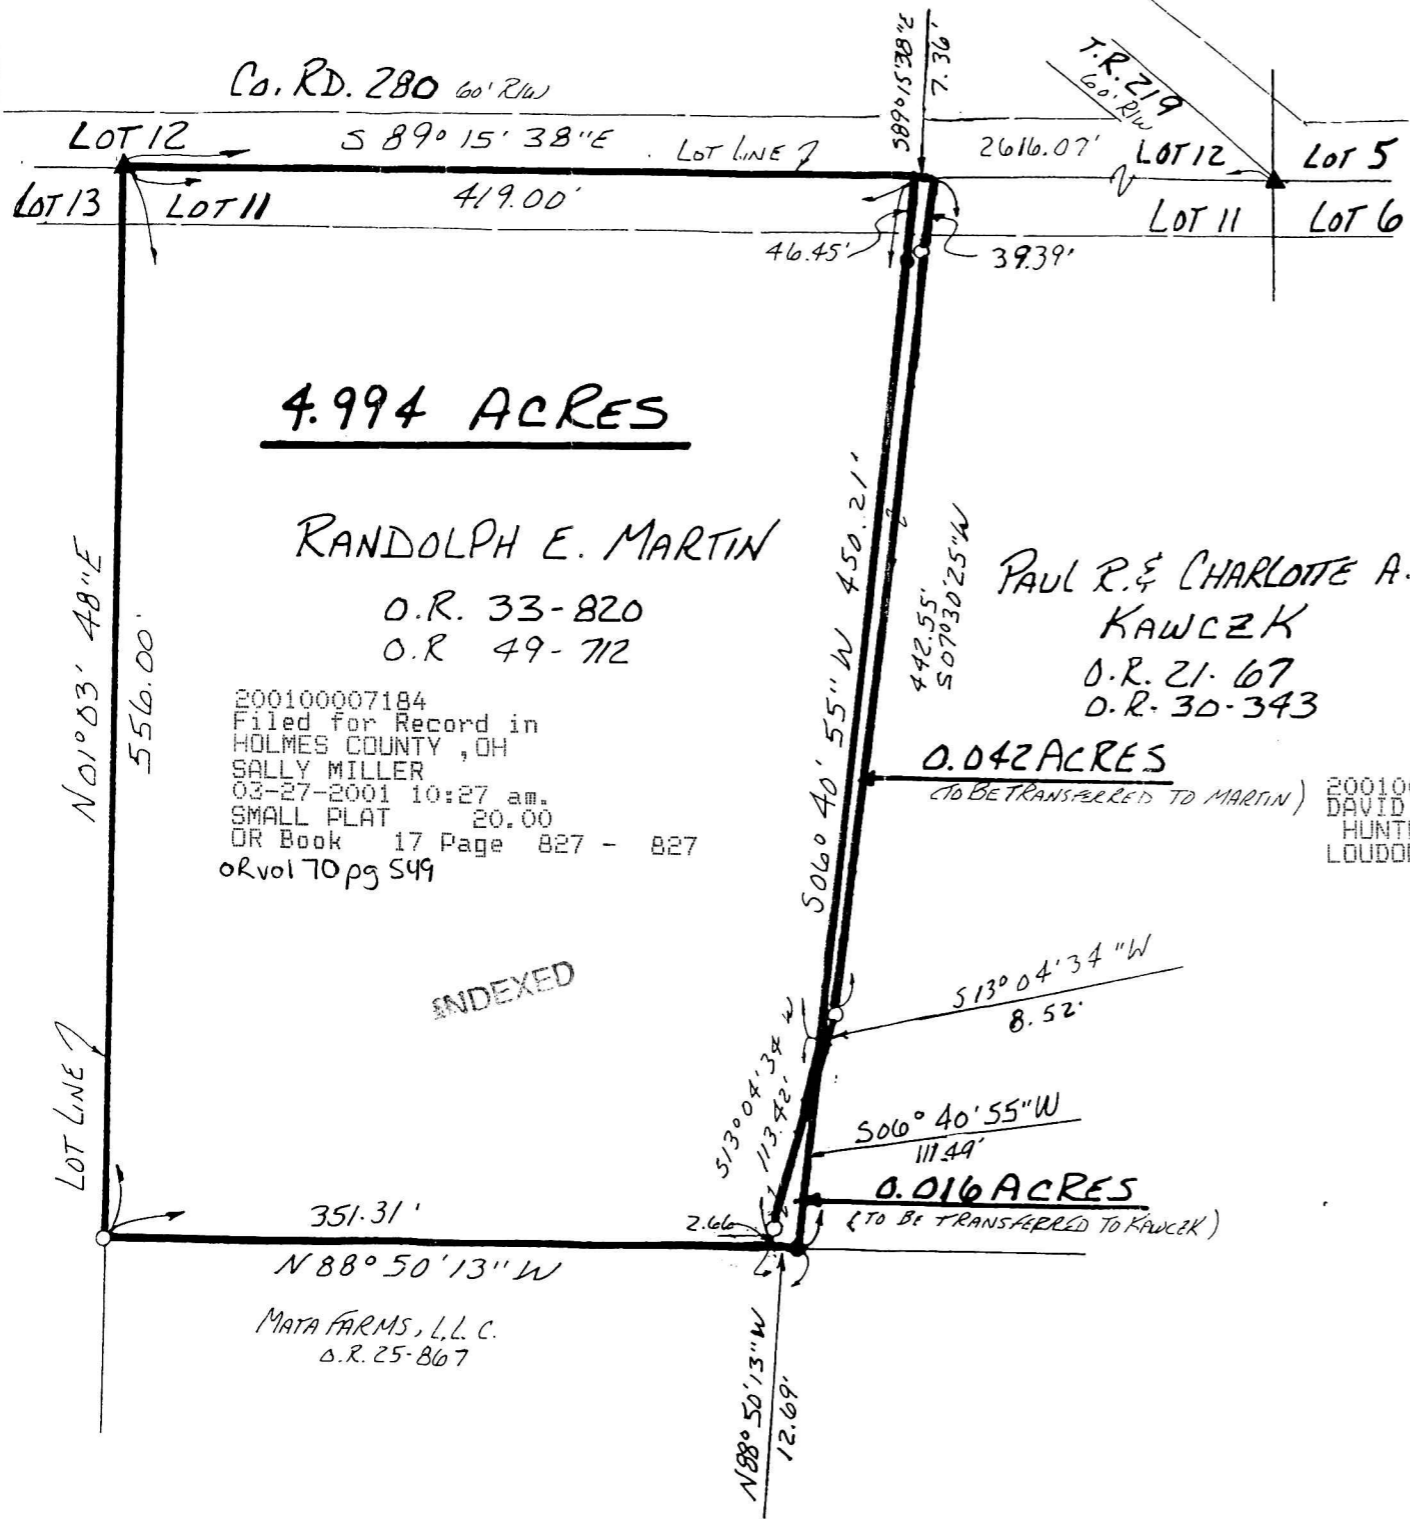 Co. RD. 280 60' R/W
S89°15'38"E
7.36'
T.R. 219
60' R/W
LOT 12
S 89° 15' 38"E
LOT LINE
2616.07'
LOT 12
LOT 5
LOT 13
LOT 11
419.00'
LOT 11
LOT 6
46.45'
39.39'
4.994 ACRES
RANDOLPH E. MARTIN
O.R. 33-820
O.R 49-712
N01°03' 48"E
556.00'
S06° 40' 55" W 450.21'
442.55'
S07°30'25"W
PAUL R. & CHARLOTTE A.
KAWCZK
O.R. 21-67
O.R. 30-343
200100007184
Filed for Record in
HOLMES COUNTY ,OH
SALLY MILLER
03-27-2001 10:27 am.
SMALL PLAT 20.00
OR Book 17 Page 827 - 827
ORvol 70 pg 549
0.042 ACRES
(TO BE TRANSFERRED TO MARTIN)
20010
DAVID
HUNT
LOUDO
INDEXED
S13°04'34"W
8.52'
LOT LINE
S13°04'34 W
113.42'
S06° 40' 55"W
111.49'
0.016 ACRES
(TO BE TRANSFERRED TO KAWCZK)
351.31'
2.66
N 88° 50' 13" W
MATA FARMS, L.L.C.
O.R. 25-867
N88°50'13"W
12.69'